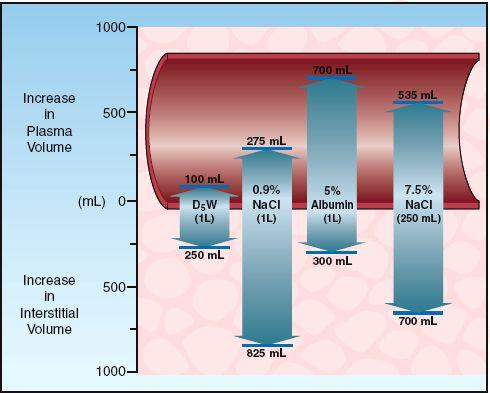 1000
Increase
in
Plasma
Volume
500
(mL) 0
Increase
in
Interstitial
Volume
500
1000
100 mL
D₅W
(1L)
250 mL
275 mL
0.9%
NaCl
(1L)
825 mL
700 mL
5%
Albumin
(1L)
300 mL
535 mL
7.5%
NaCl
(250 mL)
700 mL